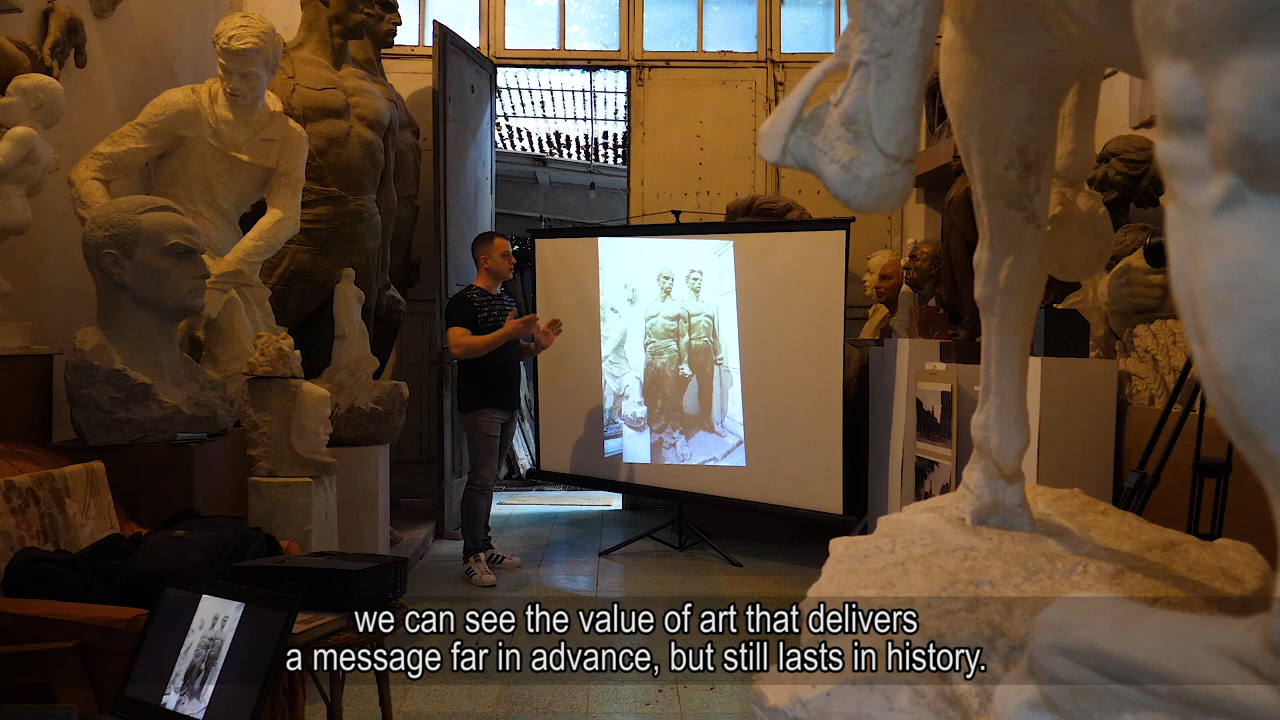 we can see the value of art that delivers
a message far in advance, but still lasts in history.